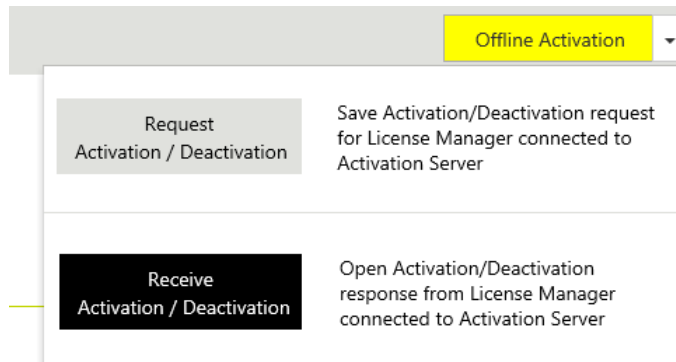 Offline Activation
Request
Activation / Deactivation
Save Activation/Deactivation request
for License Manager connected to
Activation Server
Receive
Activation / Deactivation
Open Activation/Deactivation
response from License Manager
connected to Activation Server